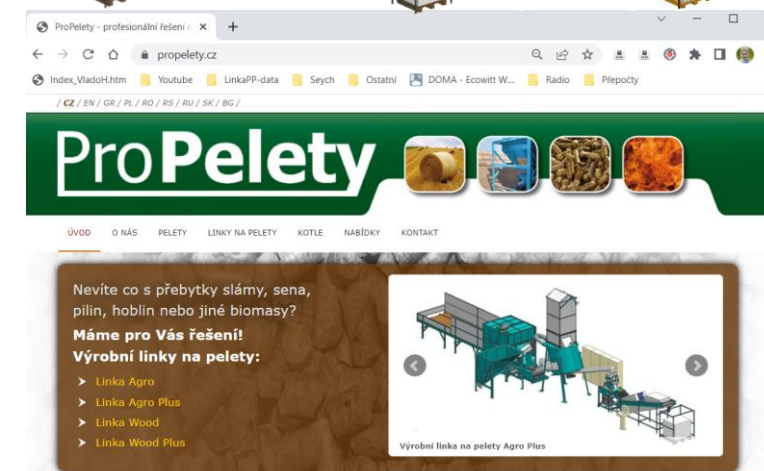 ProPelety - profesionální řešení n
propelety.cz
Index_VladoH.htm Youtube LinkaPP-data Seych Ostatní DOMA - Ecowitt W... Radio Přepočty
/ CZ / EN / GR / PL / RO / RS / RU / SK / BG /
ProPelety
ÚVOD O NÁS PELETY LINKY NA PELETY KOTLE NABÍDKY KONTAKT
Nevíte co s přebytky slámy, sena,
pilin, hoblin nebo jiné biomasy?
Máme pro Vás řešení!
Výrobní linky na pelety:
Linka Agro
Linka Agro Plus
Linka Wood
Linka Wood Plus
Výrobní linka na pelety Agro Plus